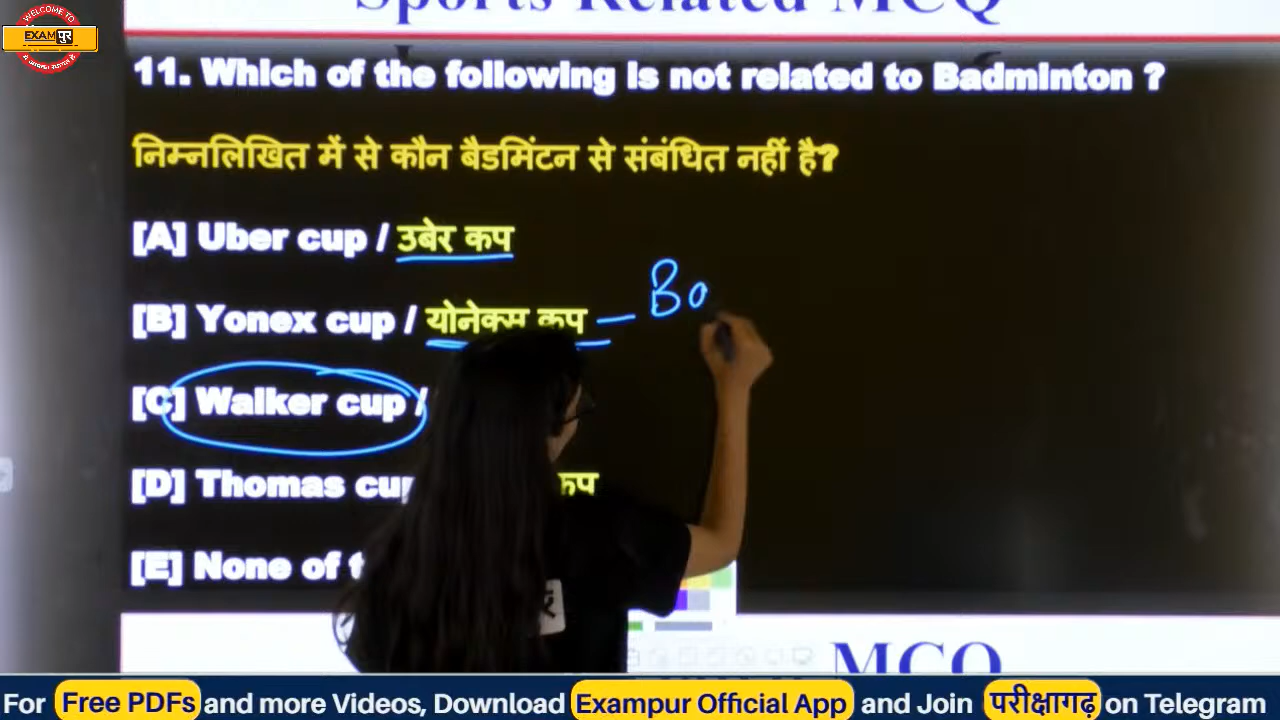 WELCOME TO
EXAMपुर
Sports Related MCQ
11. Which of the following is not related to Badminton ?
निम्नलिखित में से कौन बैडमिंटन से संबंधित नहीं है?
[A] Uber cup / उबेर कप
[B] Yonex cup / योनेक्स कप – Ba
[C] Walker cup /
[D] Thomas cup कप
[E] None of t
MCQ
For Free PDFs and more Videos, Download Exampur Official App and Join परीक्षागढ़ on Telegram